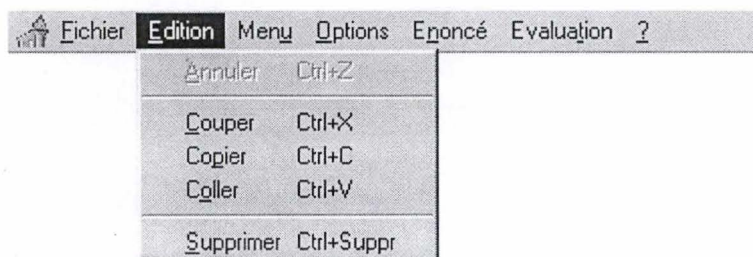 Fichier Edition Menu Options Enoncé Evaluation ?
Annuler Ctrl+Z
Couper Ctrl+X
Copier Ctrl+C
Coller Ctrl+V
Supprimer Ctrl+Suppr